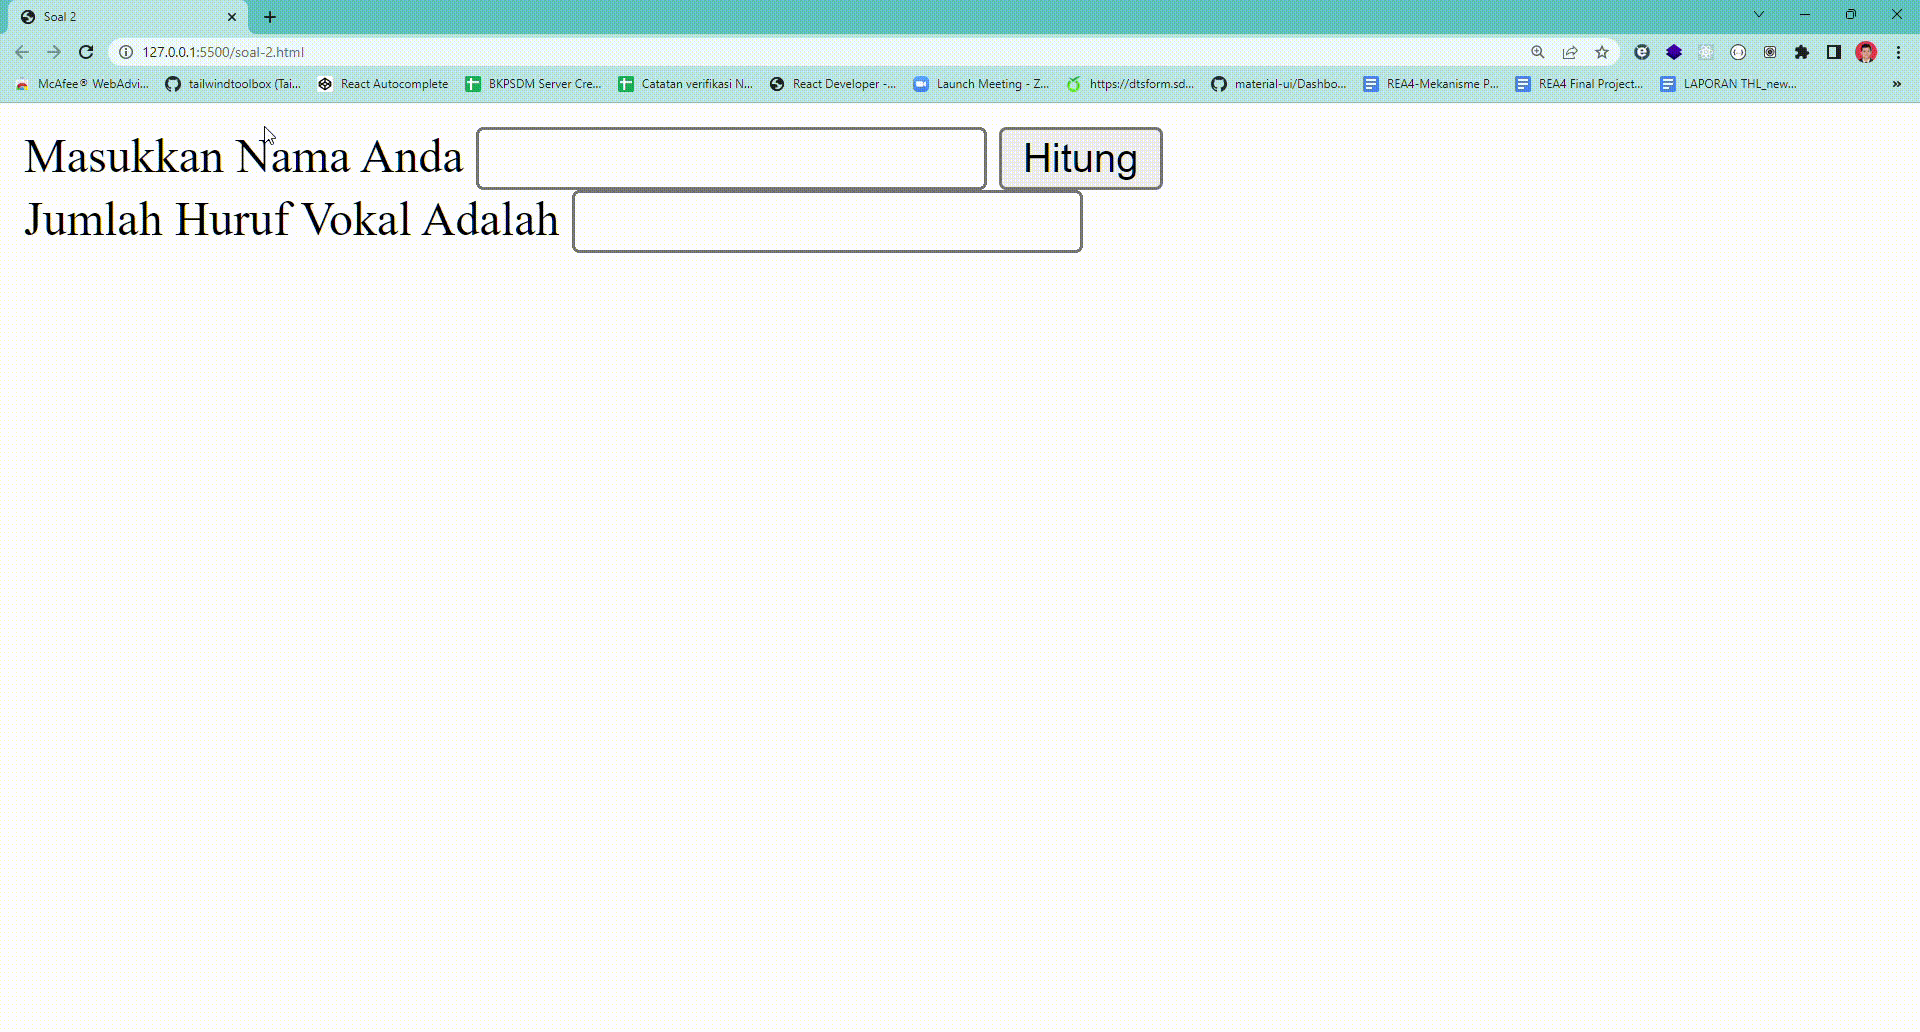 Soal 2
127.0.0.1:5500/soal-2.html
McAfee® WebAdvi...
tailwindtoolbox (Tai...
React Autocomplete
BKPSDM Server Cre...
Catatan verifikasi N...
React Developer -...
Launch Meeting - Z...
https://dtsform.sd...
material-ui/Dashbo...
REA4-Mekanisme P...
REA4 Final Project...
LAPORAN THL_new...
Masukkan Nama Anda Hitung
Jumlah Huruf Vokal Adalah